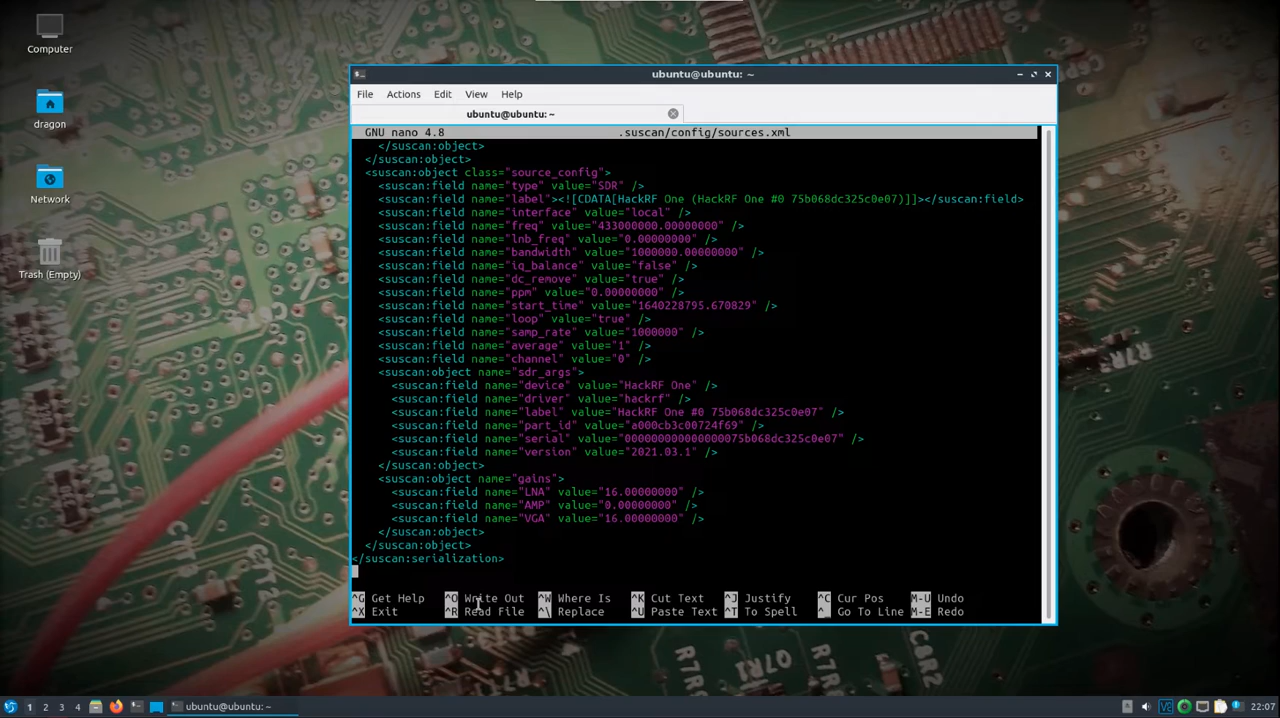 Computer
dragon
Network
Trash (Empty)
ubuntu@ubuntu: ~
File Actions Edit View Help
ubuntu@ubuntu: ~
GNU nano 4.8 .suscan/config/sources.xml
</suscan:object>
</suscan:object>
<suscan:object class="source_config">
<suscan:field name="type" value="SDR" />
<suscan:field name="label"><![CDATA[HackRF One (HackRF One #0 75b068dc325c0e07)]]></suscan:field>
<suscan:field name="interface" value="local" />
<suscan:field name="freq" value="433000000.00000000" />
<suscan:field name="lnb_freq" value="0.00000000" />
<suscan:field name="bandwidth" value="1000000.00000000" />
<suscan:field name="iq_balance" value="false" />
<suscan:field name="dc_remove" value="true" />
<suscan:field name="ppm" value="0.00000000" />
<suscan:field name="start_time" value="1640228795.670829" />
<suscan:field name="loop" value="true" />
<suscan:field name="samp_rate" value="1000000" />
<suscan:field name="average" value="1" />
<suscan:field name="channel" value="0" />
<suscan:object name="sdr_args">
<suscan:field name="device" value="HackRF One" />
<suscan:field name="driver" value="hackrf" />
<suscan:field name="label" value="HackRF One #0 75b068dc325c0e07" />
<suscan:field name="part_id" value="a000cb3c00724f69" />
<suscan:field name="serial" value="000000000000000075b068dc325c0e07" />
<suscan:field name="version" value="2021.03.1" />
</suscan:object>
<suscan:object name="gains">
<suscan:field name="LNA" value="16.00000000" />
<suscan:field name="AMP" value="0.00000000" />
<suscan:field name="VGA" value="16.00000000" />
</suscan:object>
</suscan:object>
</suscan:serialization>
^G Get Help ^O Write Out ^W Where Is ^K Cut Text ^J Justify ^C Cur Pos M-U Undo
^X Exit ^R Read File ^\ Replace ^U Paste Text ^T To Spell ^_ Go To Line M-E Redo
1 2 3 4 ubuntu@ubuntu: ~ 22:07